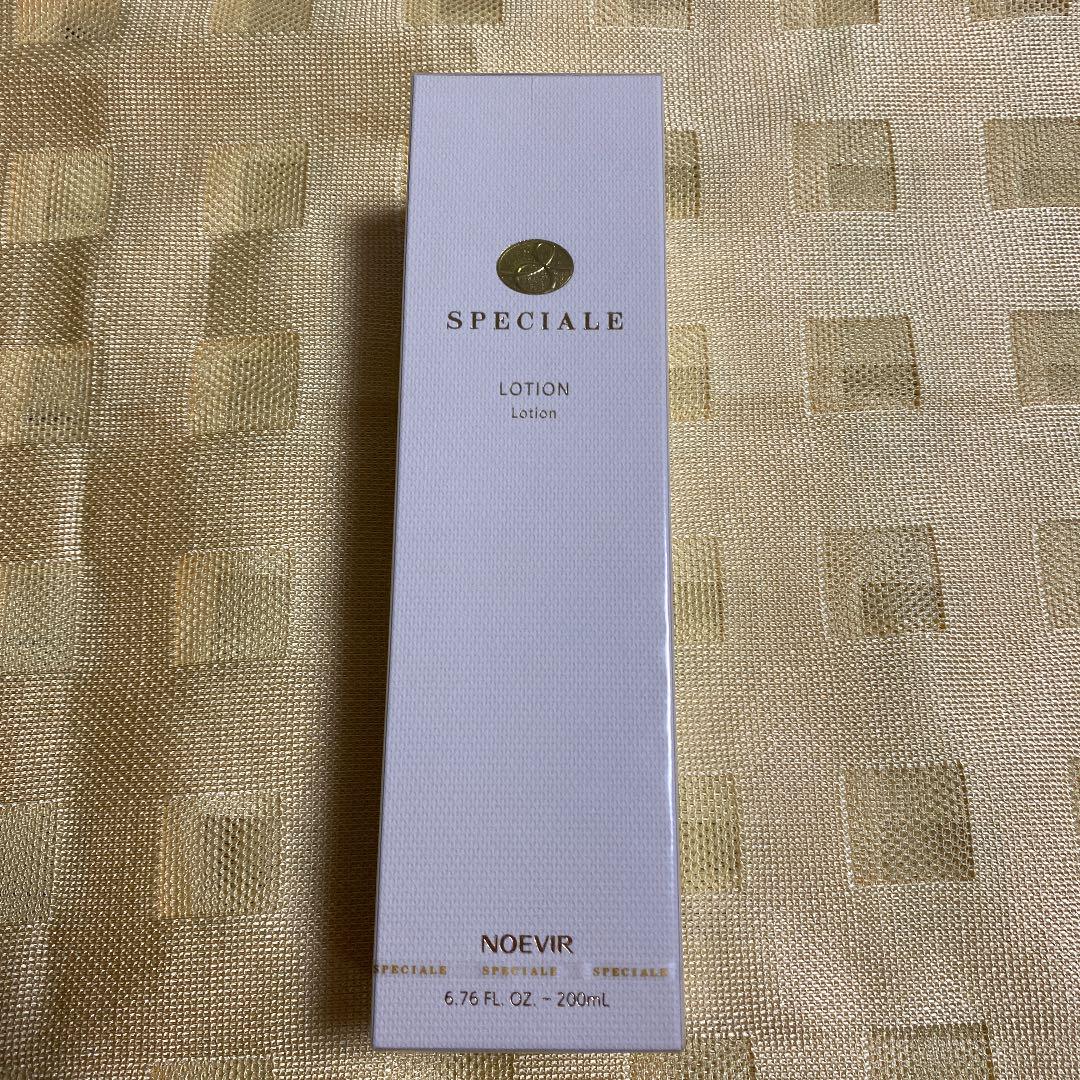 SPECIALE
LOTION
Lotion
NOEVIR
SPECIALE SPECIALE SPECIALE
6.76 FL. OZ. - 200mL